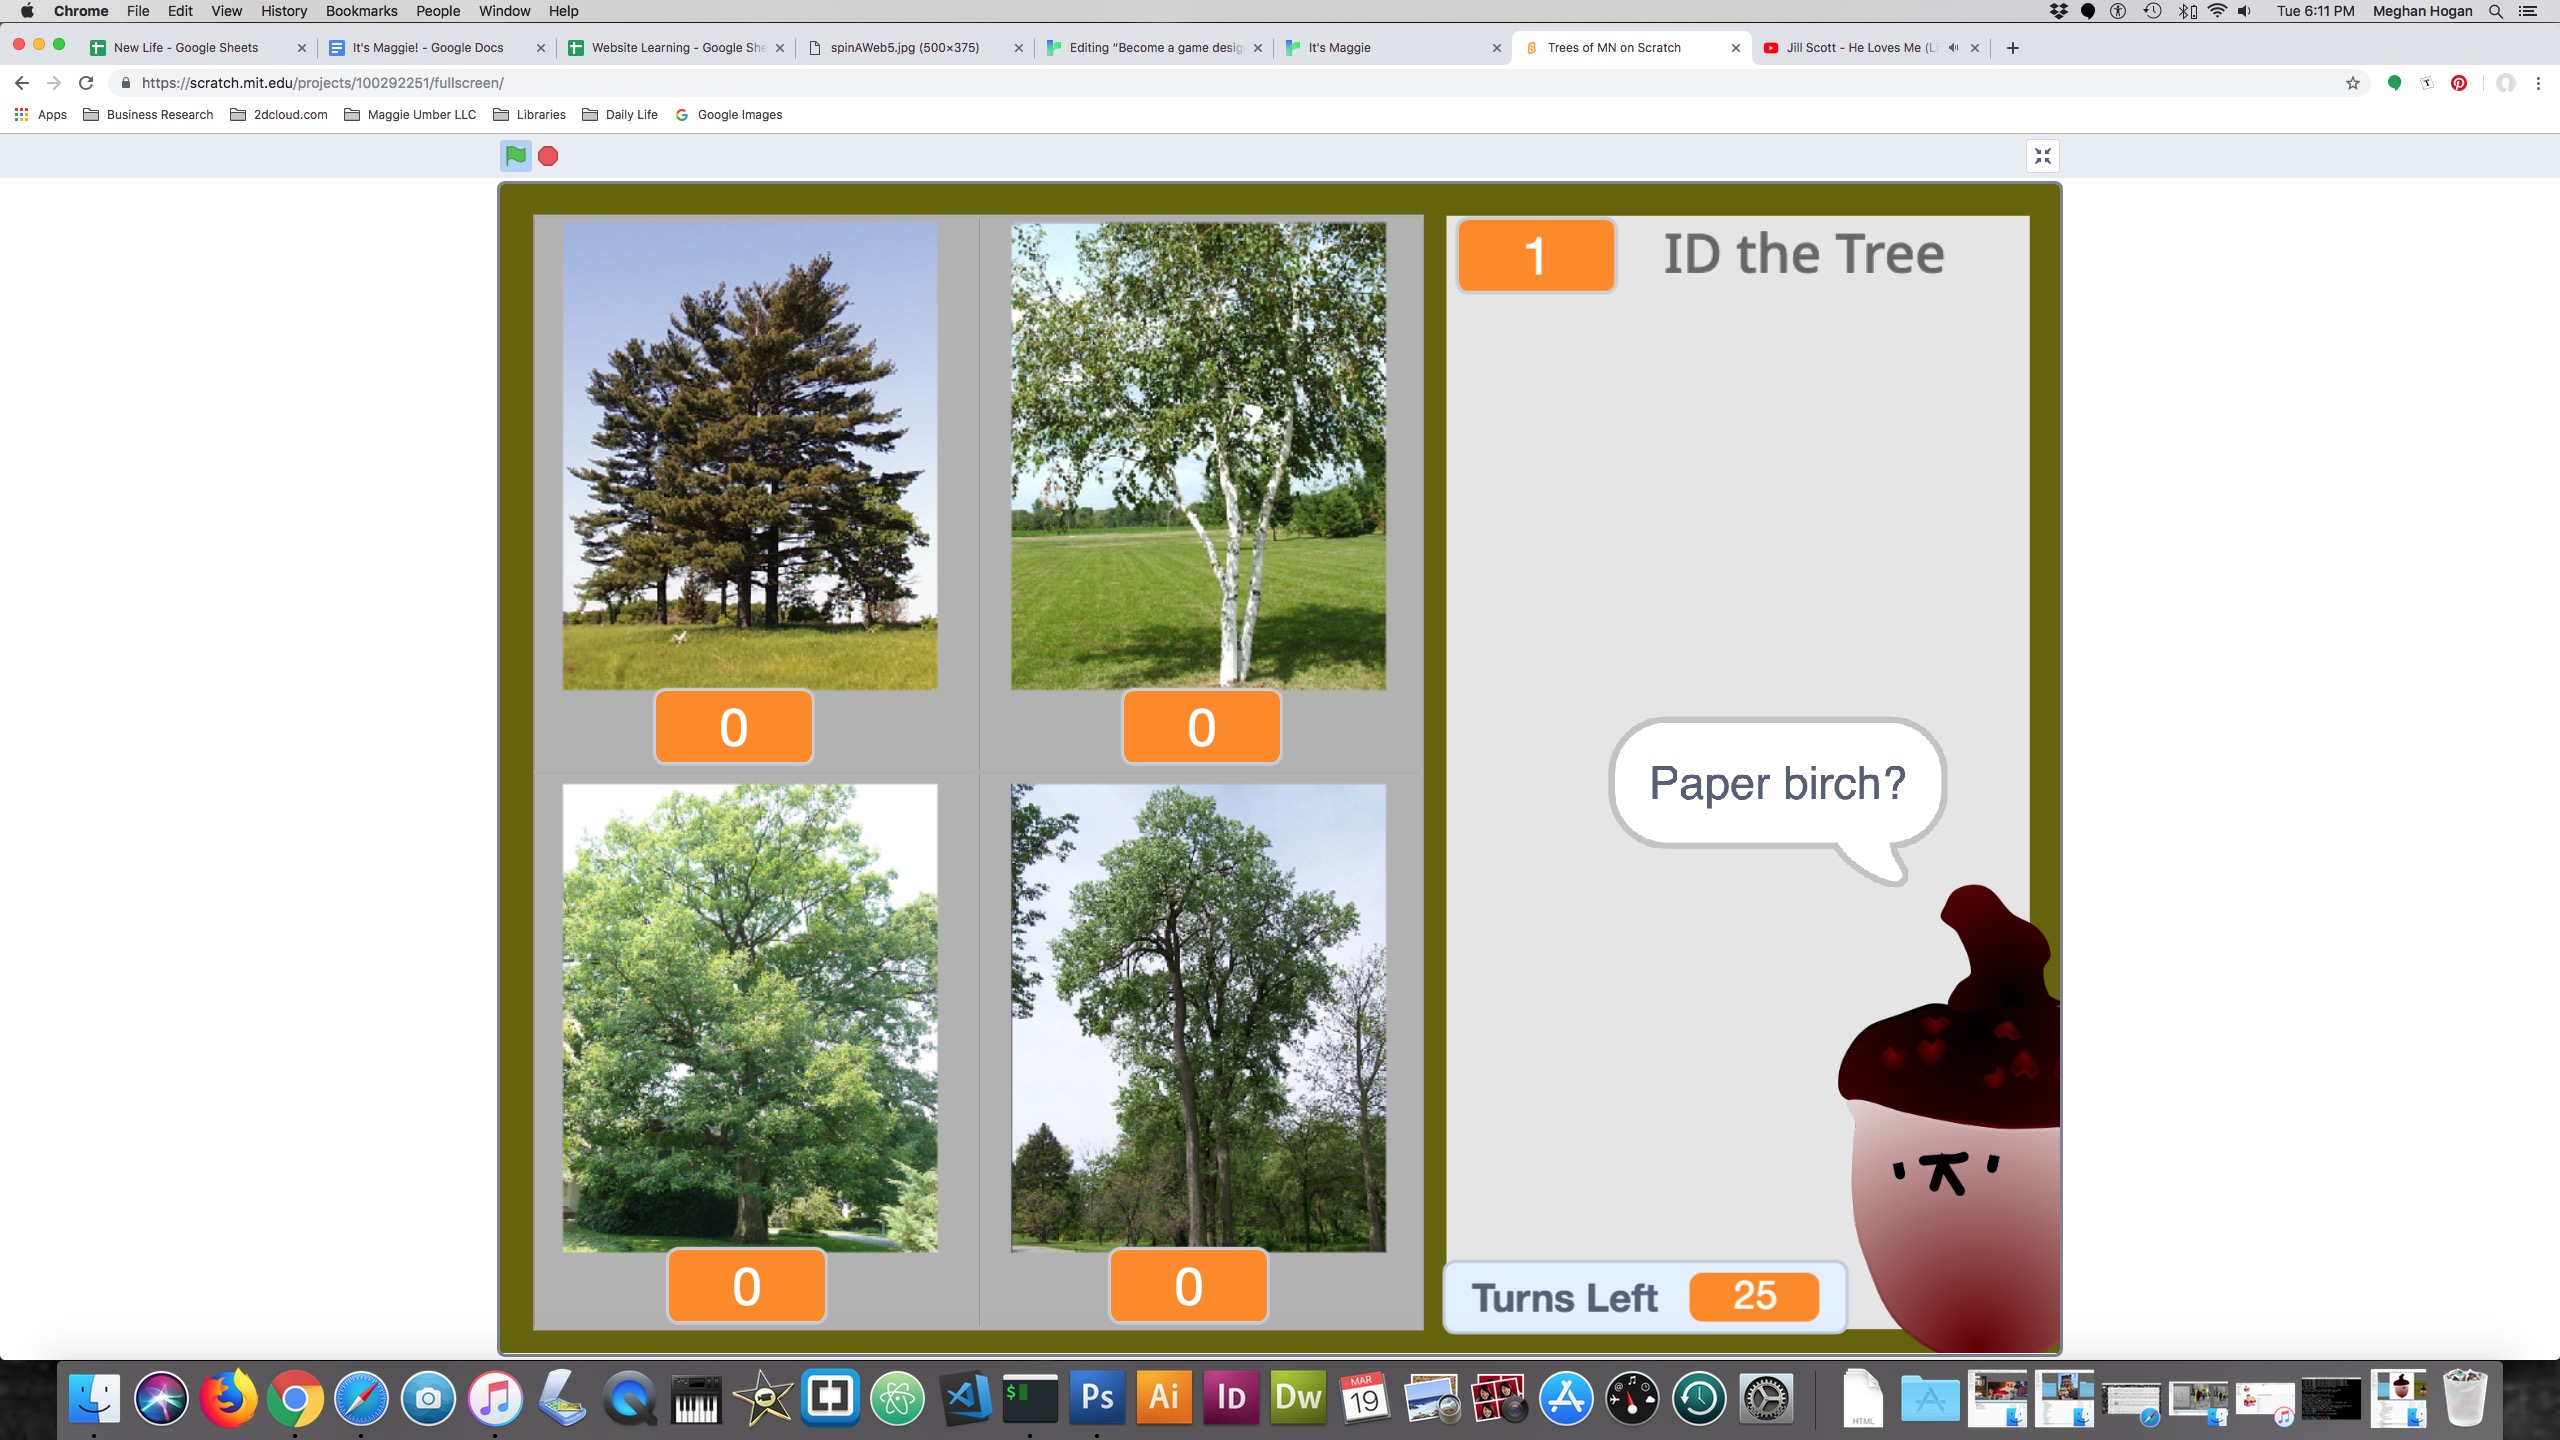 Chrome File Edit View History Bookmarks People Window Help Tue 6:11 PM Meghan Hogan
New Life - Google Sheets It's Maggie! - Google Docs Website Learning - Google She spinAWeb5.jpg (500×375) Editing "Become a game desig It's Maggie Trees of MN on Scratch Jill Scott - He Loves Me (Li
https://scratch.mit.edu/projects/100292251/fullscreen/
Apps Business Research 2dcloud.com Maggie Umber LLC Libraries Daily Life Google Images
1 ID the Tree
0 0
Paper birch?
0 0
Turns Left 25
$ Ps Ai Id Dw MAR 19 HTML